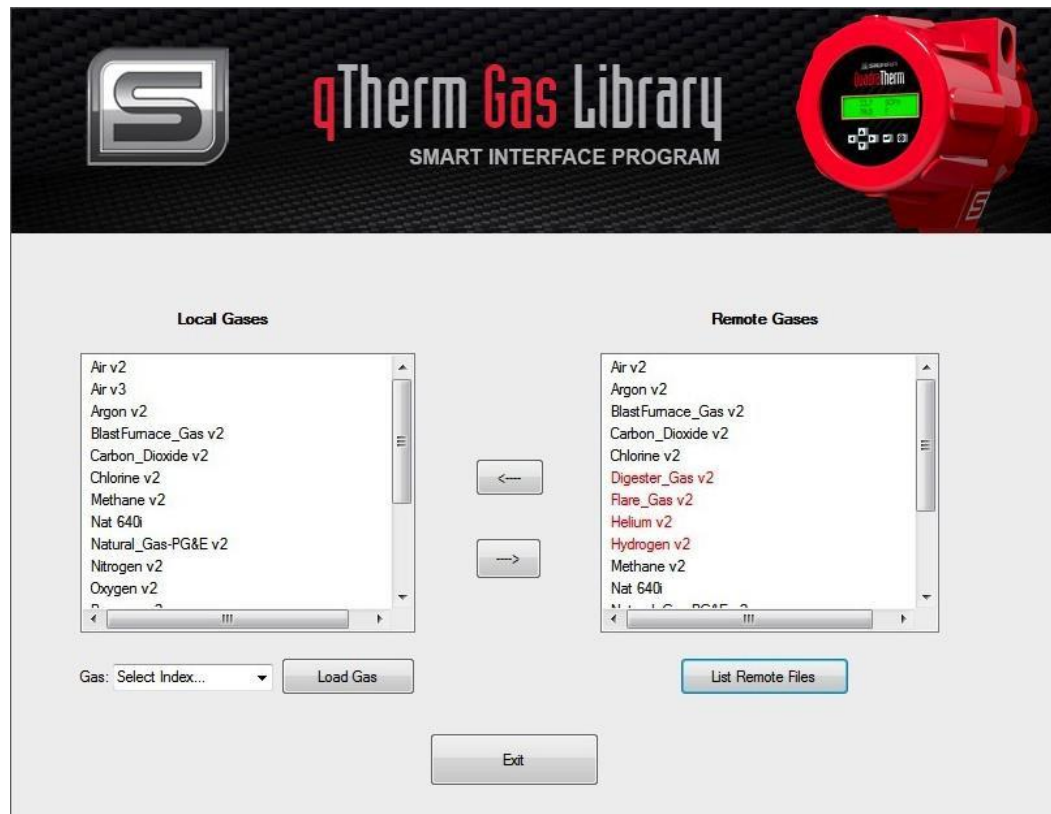 qTherm Gas Library
SMART INTERFACE PROGRAM
SIERRA
QuadraTherm
Local Gases
Air v2
Air v3
Argon v2
BlastFurnace_Gas v2
Carbon_Dioxide v2
Chlorine v2
Methane v2
Nat 640i
Natural_Gas-PG&E v2
Nitrogen v2
Oxygen v2
<----
---->
Remote Gases
Air v2
Argon v2
BlastFurnace_Gas v2
Carbon_Dioxide v2
Chlorine v2
Digester_Gas v2
Flare_Gas v2
Helium v2
Hydrogen v2
Methane v2
Nat 640i
Gas: Select Index...
Load Gas
List Remote Files
Exit